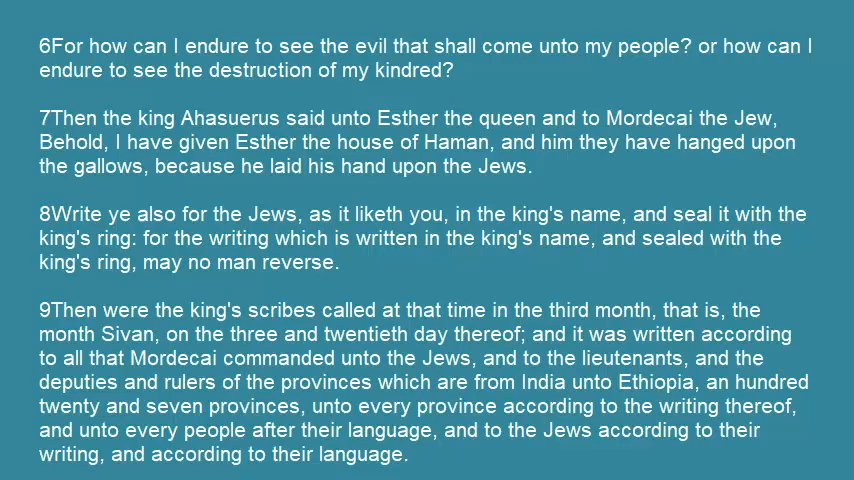 6For how can I endure to see the evil that shall come unto my people? or how can I
endure to see the destruction of my kindred?
7Then the king Ahasuerus said unto Esther the queen and to Mordecai the Jew,
Behold, I have given Esther the house of Haman, and him they have hanged upon
the gallows, because he laid his hand upon the Jews.
8Write ye also for the Jews, as it liketh you, in the king's name, and seal it with the
king's ring: for the writing which is written in the king's name, and sealed with the
king's ring, may no man reverse.
9Then were the king's scribes called at that time in the third month, that is, the
month Sivan, on the three and twentieth day thereof; and it was written according
to all that Mordecai commanded unto the Jews, and to the lieutenants, and the
deputies and rulers of the provinces which are from India unto Ethiopia, an hundred
twenty and seven provinces, unto every province according to the writing thereof,
and unto every people after their language, and to the Jews according to their
writing, and according to their language.